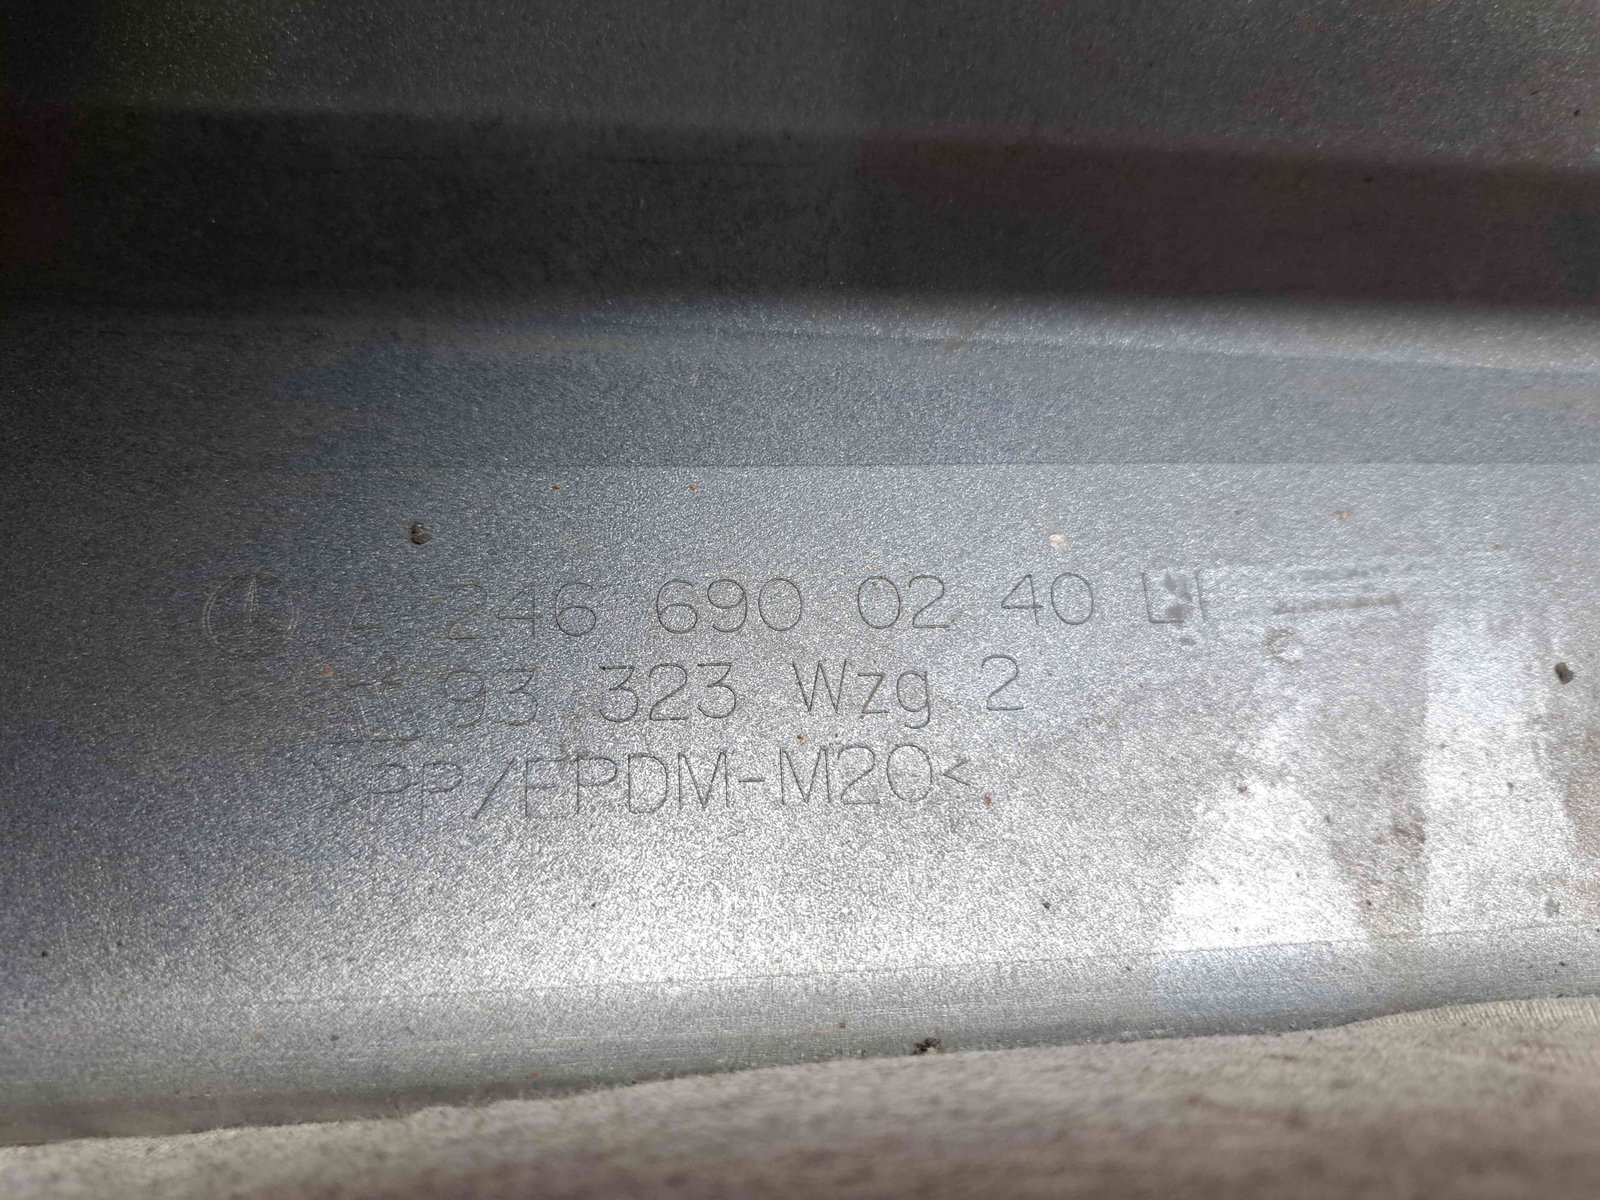 A 246 690 02 40 LI
93 323 Wzg 2
>PP/EPDM-M20<